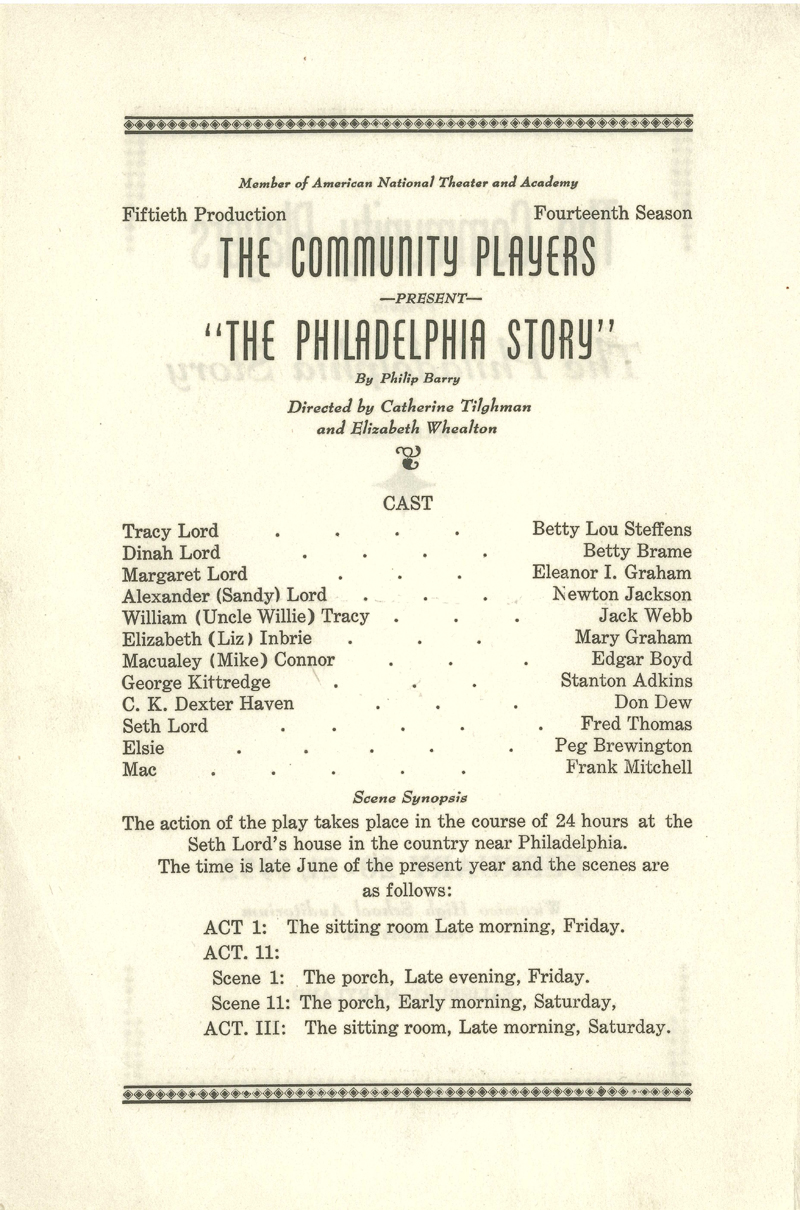 Member of American National Theater and Academy
Fiftieth Production Fourteenth Season
THE COMMUNITY PLAYERS
—PRESENT—
"THE PHILADELPHIA STORY"
By Philip Barry
Directed by Catherine Tilghman
and Elizabeth Whealton
CAST
Tracy Lord . . . . Betty Lou Steffens
Dinah Lord . . . . Betty Brame
Margaret Lord . . . Eleanor I. Graham
Alexander (Sandy) Lord . . . Newton Jackson
William (Uncle Willie) Tracy . . . Jack Webb
Elizabeth (Liz) Inbrie . . . Mary Graham
Macualey (Mike) Connor . . . Edgar Boyd
George Kittredge . . . Stanton Adkins
C. K. Dexter Haven . . . Don Dew
Seth Lord . . . . . Fred Thomas
Elsie . . . . . Peg Brewington
Mac . . . . . Frank Mitchell
Scene Synopsis
The action of the play takes place in the course of 24 hours at the
Seth Lord's house in the country near Philadelphia.
The time is late June of the present year and the scenes are
as follows:
ACT 1: The sitting room Late morning, Friday.
ACT. 11:
Scene 1: The porch, Late evening, Friday.
Scene 11: The porch, Early morning, Saturday,
ACT. III: The sitting room, Late morning, Saturday.